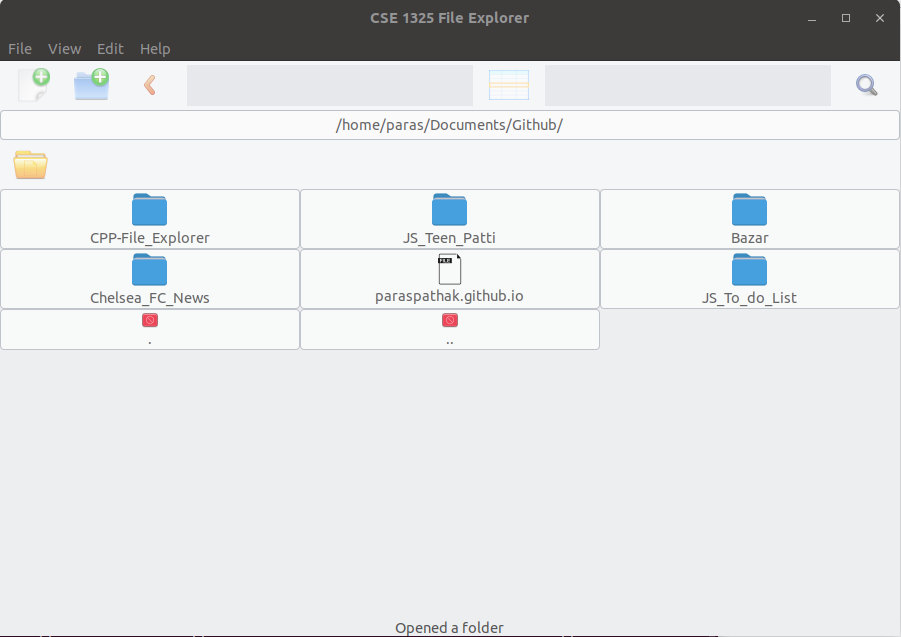 CSE 1325 File Explorer
File View Edit Help
/home/paras/Documents/Github/
CPP-File_Explorer JS_Teen_Patti Bazar
FILE
Chelsea_FC_News paraspathak.github.io JS_To_do_List
. ..
Opened a folder